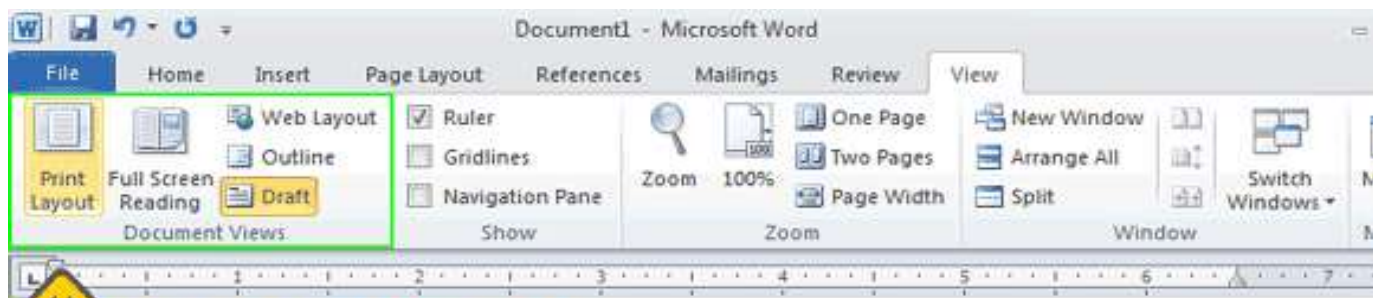 W
Document1 - Microsoft Word
File Home Insert Page Layout References Mailings Review View
Print Layout
Full Screen Reading
Web Layout
Outline
Draft
Document Views
Ruler
Gridlines
Navigation Pane
Show
Zoom
100%
One Page
Two Pages
Page Width
Zoom
New Window
Arrange All
Split
Switch Windows
Window
L 1 2 3 4 5 6 7